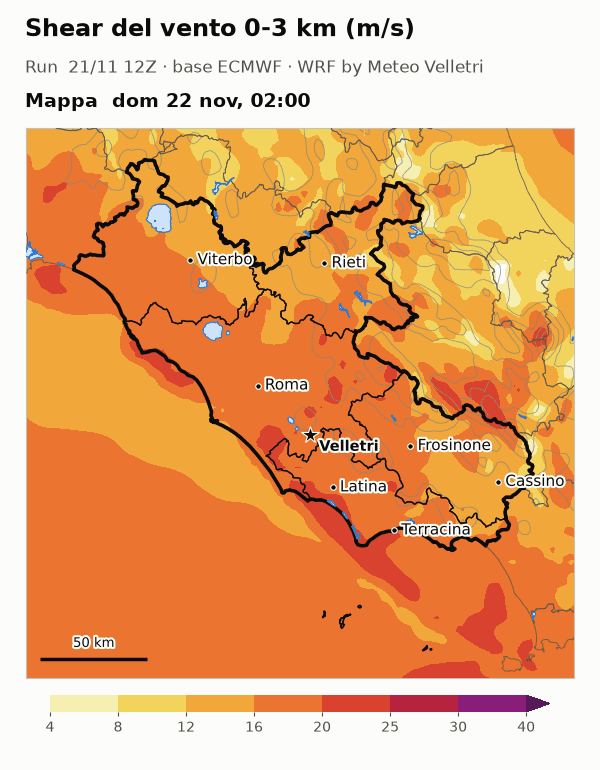 Shear del vento 0-3 km (m/s)
Run  21/11 12Z · base ECMWF · WRF by Meteo Velletri
Mappa  dom 22 nov, 02:00
Viterbo
Rieti
Roma
Velletri
Frosinone
Cassino
Latina
Terracina
50 km
4 8 12 16 20 25 30 40